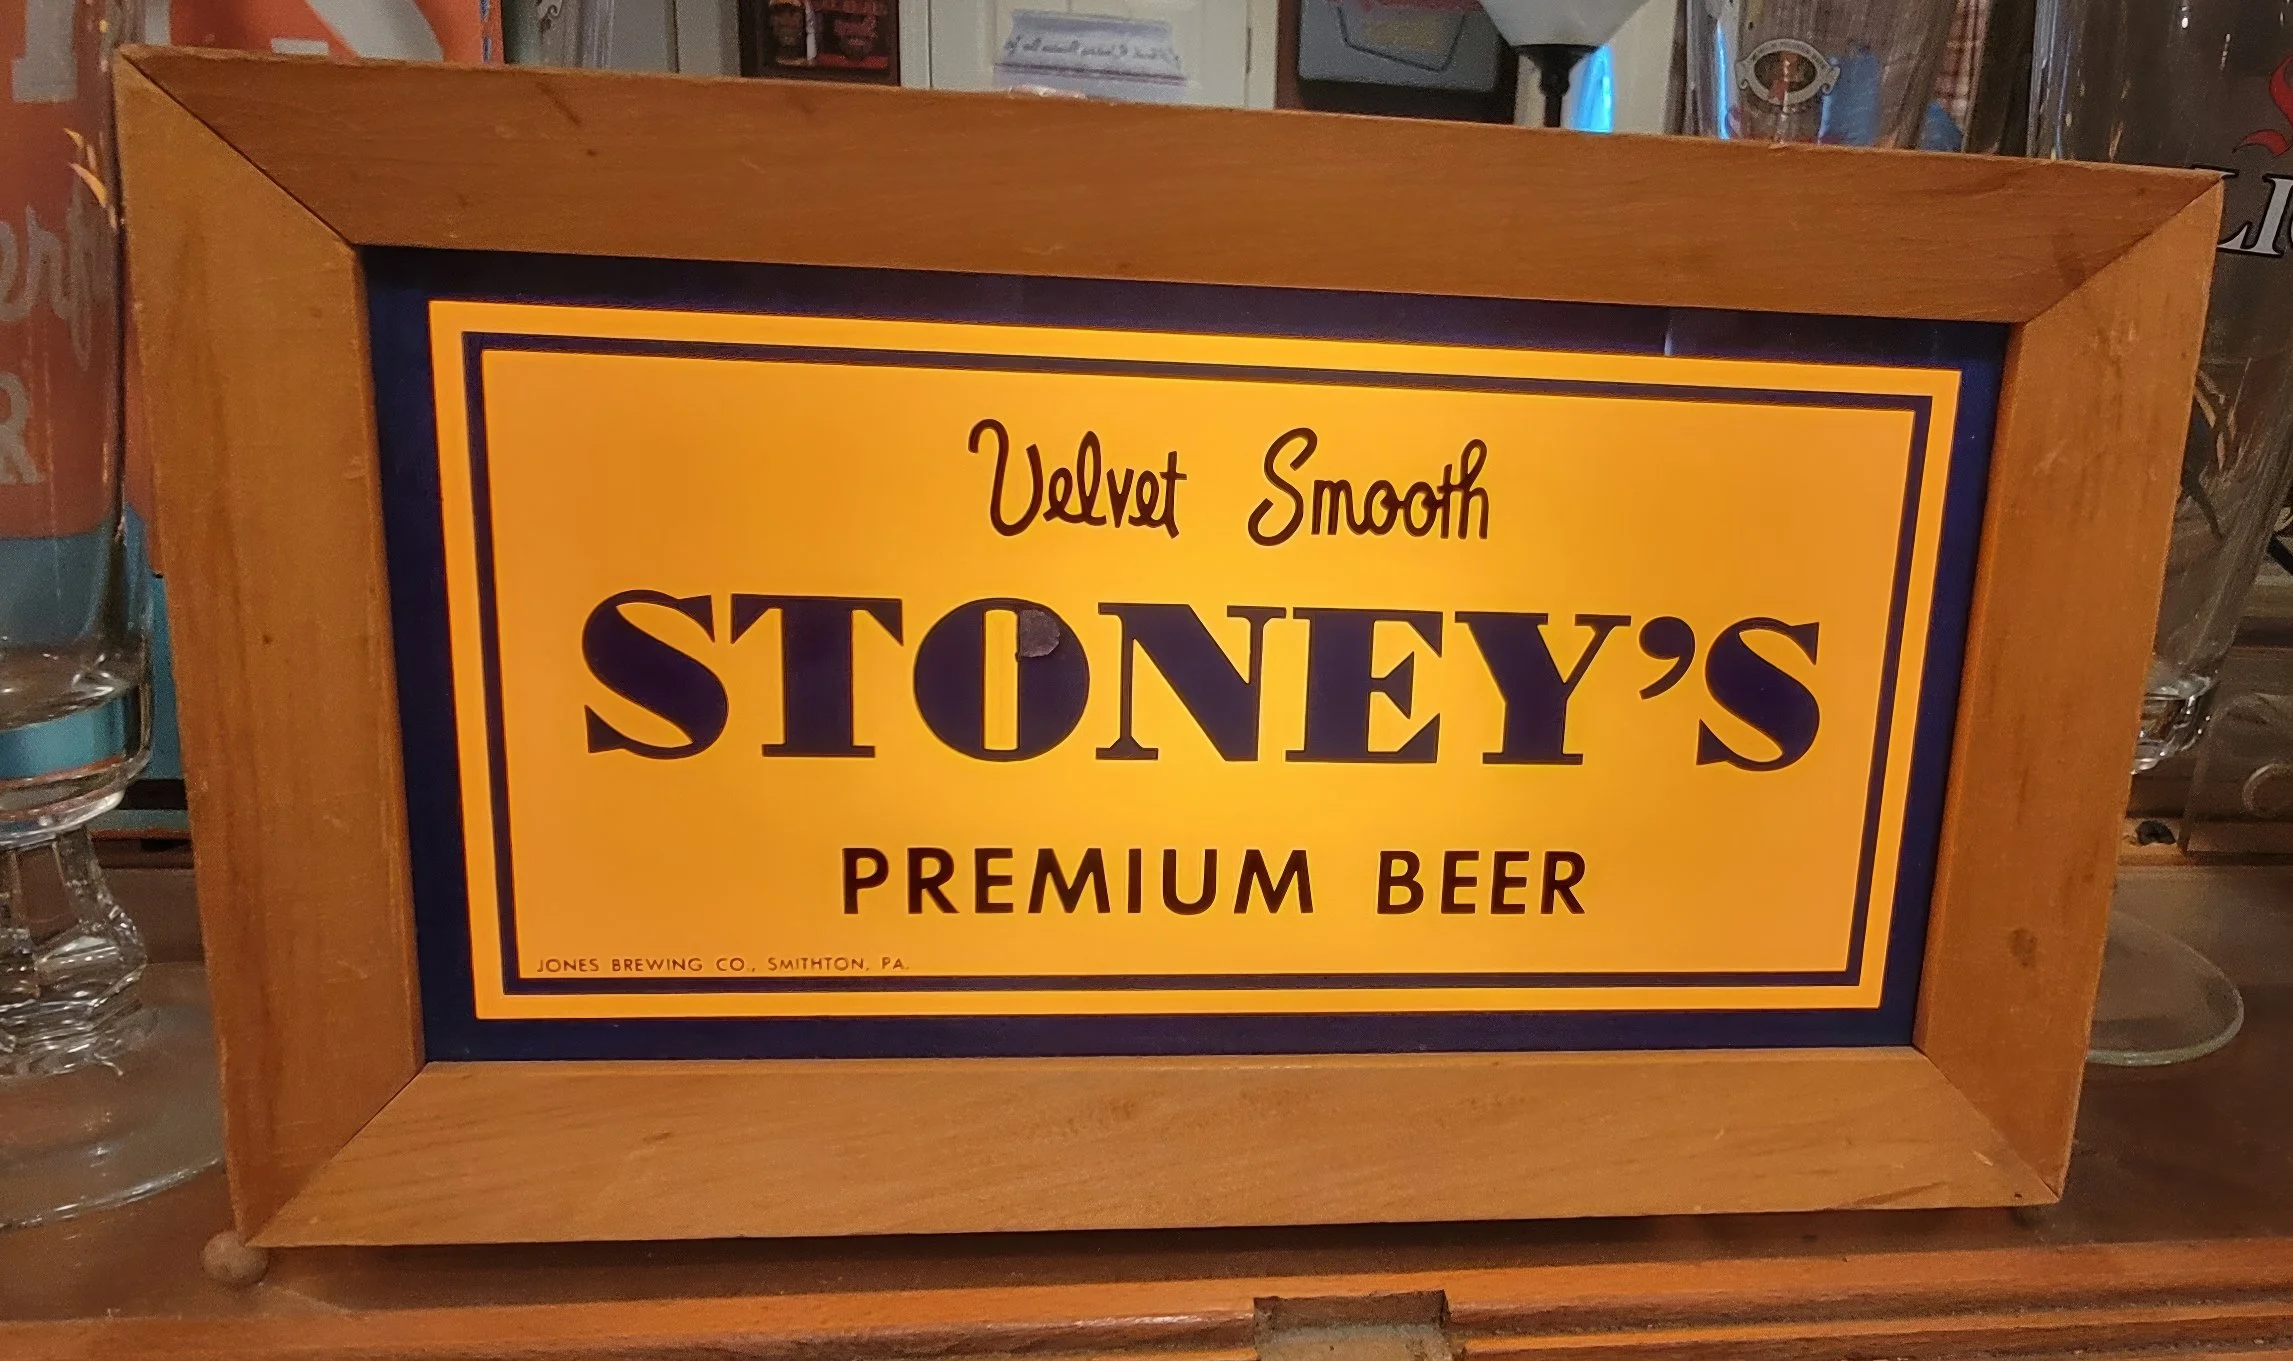 Velvet Smooth
STONEY'S
PREMIUM BEER
JONES BREWING CO., SMITHTON, PA.